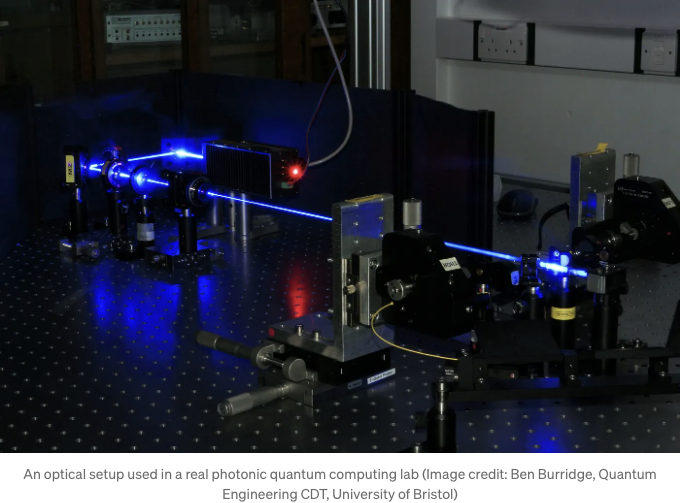 An optical setup used in a real photonic quantum computing lab (Image credit: Ben Burridge, Quantum
Engineering CDT, University of Bristol)